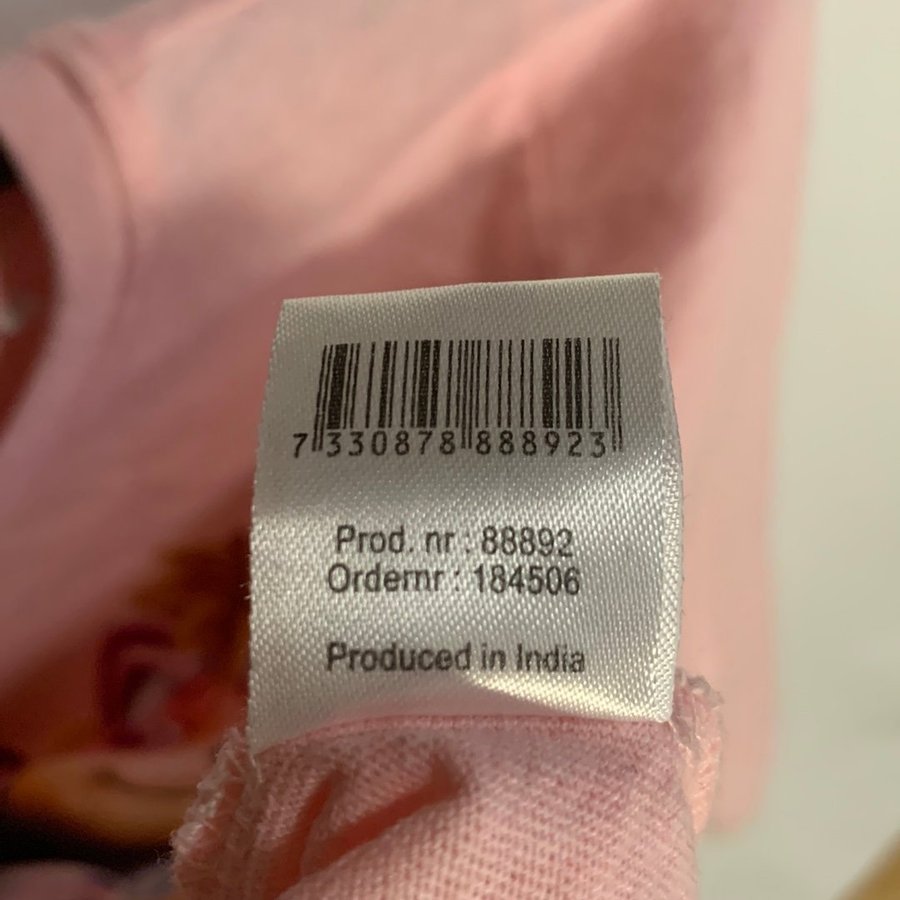 7 330878 888923
Prod. nr : 88892
Ordernr : 184506
Produced in India